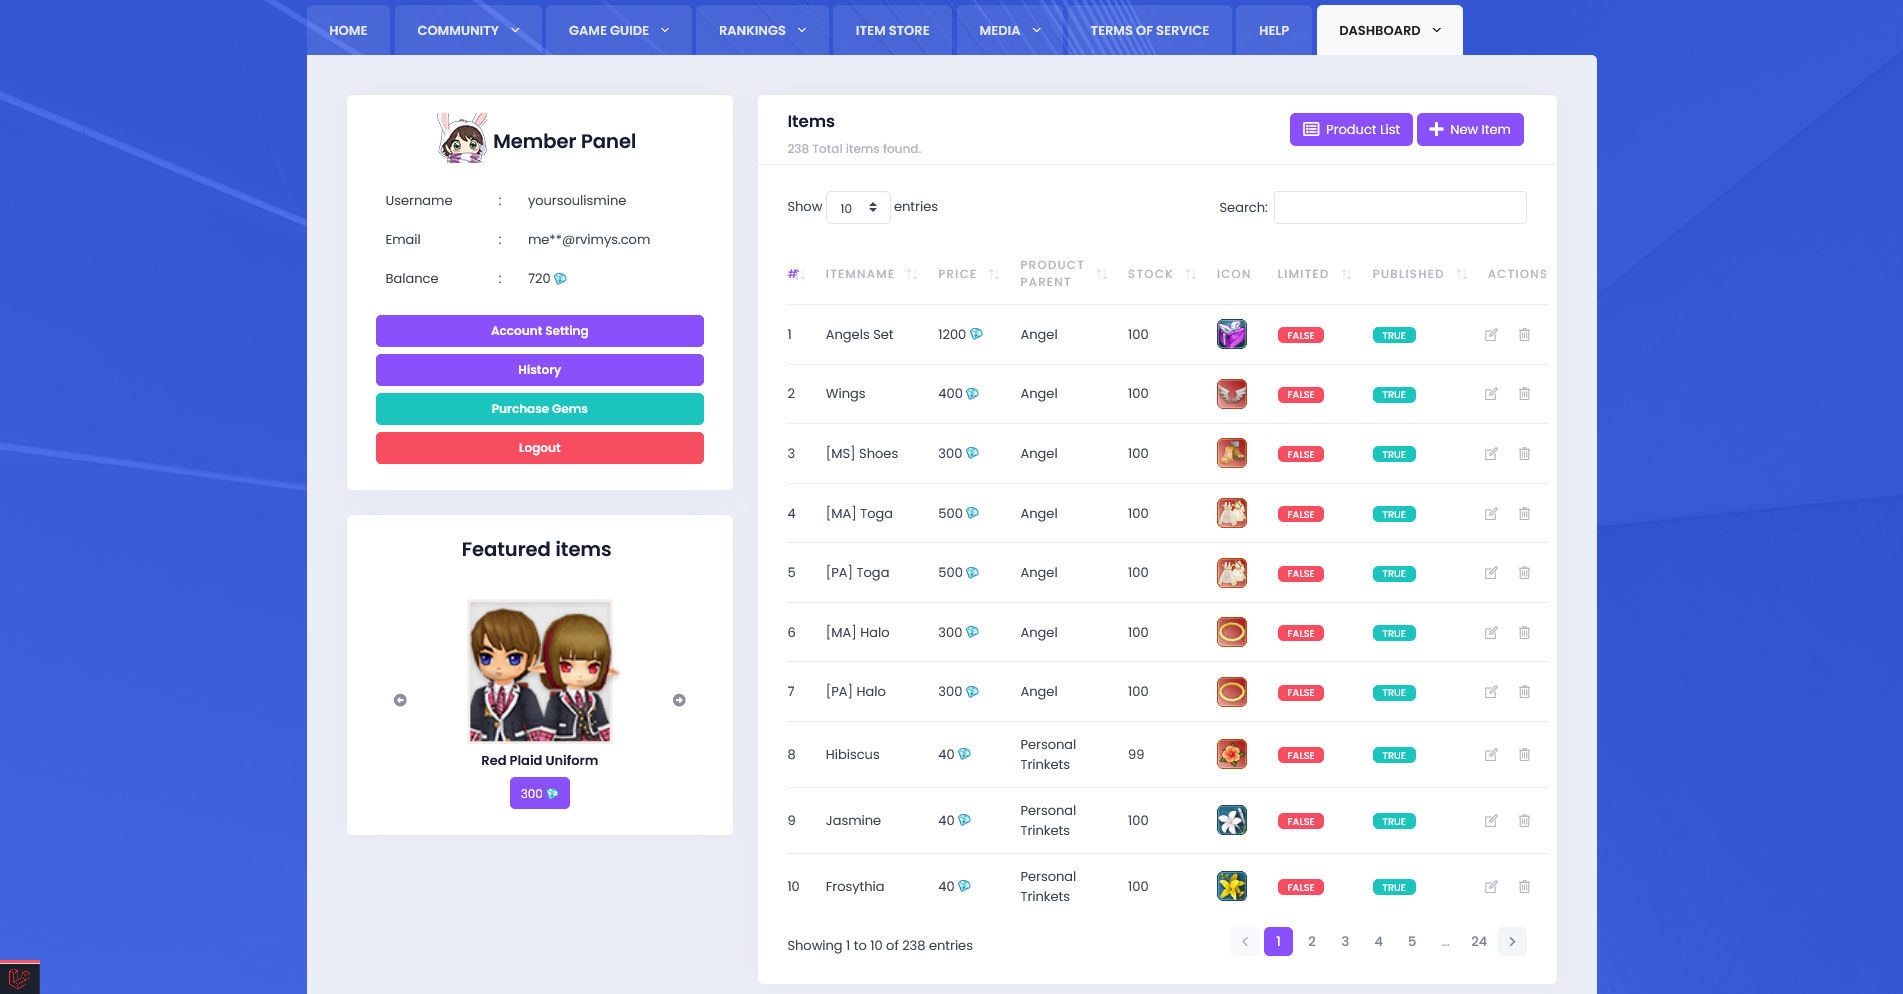 HOME COMMUNITY GAME GUIDE RANKINGS ITEM STORE MEDIA TERMS OF SERVICE HELP DASHBOARD
Member Panel
Username : yoursoulismine
Email : me**@rvimys.com
Balance : 720
Account Setting
History
Purchase Gems
Logout
Featured items
Red Plaid Uniform
300
Items
238 Total items found.
Product List
New Item
Show 10 entries
Search:
# ITEMNAME PRICE PRODUCT PARENT STOCK ICON LIMITED PUBLISHED ACTIONS
1 Angels Set 1200 Angel 100 FALSE TRUE
2 Wings 400 Angel 100 FALSE TRUE
3 [MS] Shoes 300 Angel 100 FALSE TRUE
4 [MA] Toga 500 Angel 100 FALSE TRUE
5 [PA] Toga 500 Angel 100 FALSE TRUE
6 [MA] Halo 300 Angel 100 FALSE TRUE
7 [PA] Halo 300 Angel 100 FALSE TRUE
8 Hibiscus 40 Personal Trinkets 99 FALSE TRUE
9 Jasmine 40 Personal Trinkets 100 FALSE TRUE
10 Frosythia 40 Personal Trinkets 100 FALSE TRUE
Showing 1 to 10 of 238 entries
1 2 3 4 5 ... 24